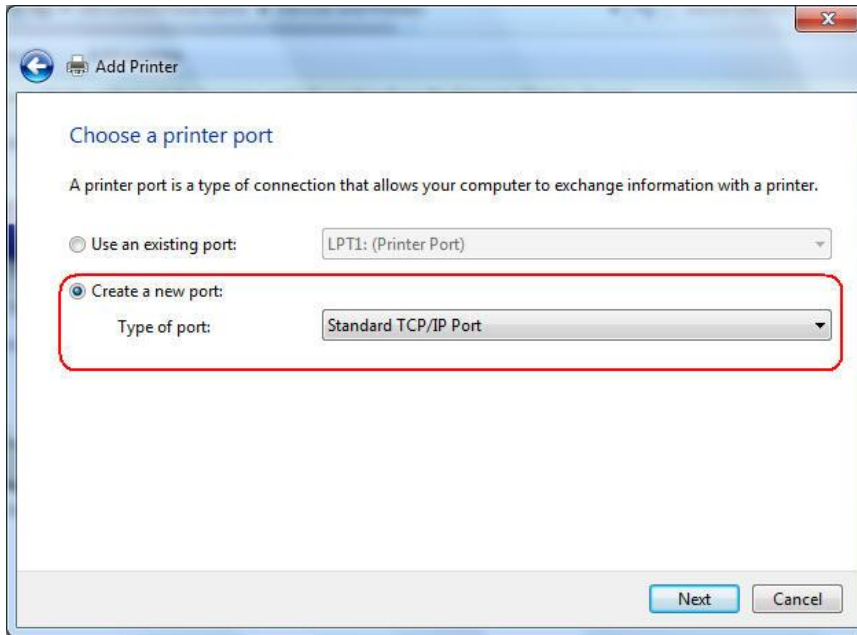 Add Printer
Choose a printer port
A printer port is a type of connection that allows your computer to exchange information with a printer.
Use an existing port: LPT1: (Printer Port)
Create a new port:
Type of port: Standard TCP/IP Port
Next Cancel